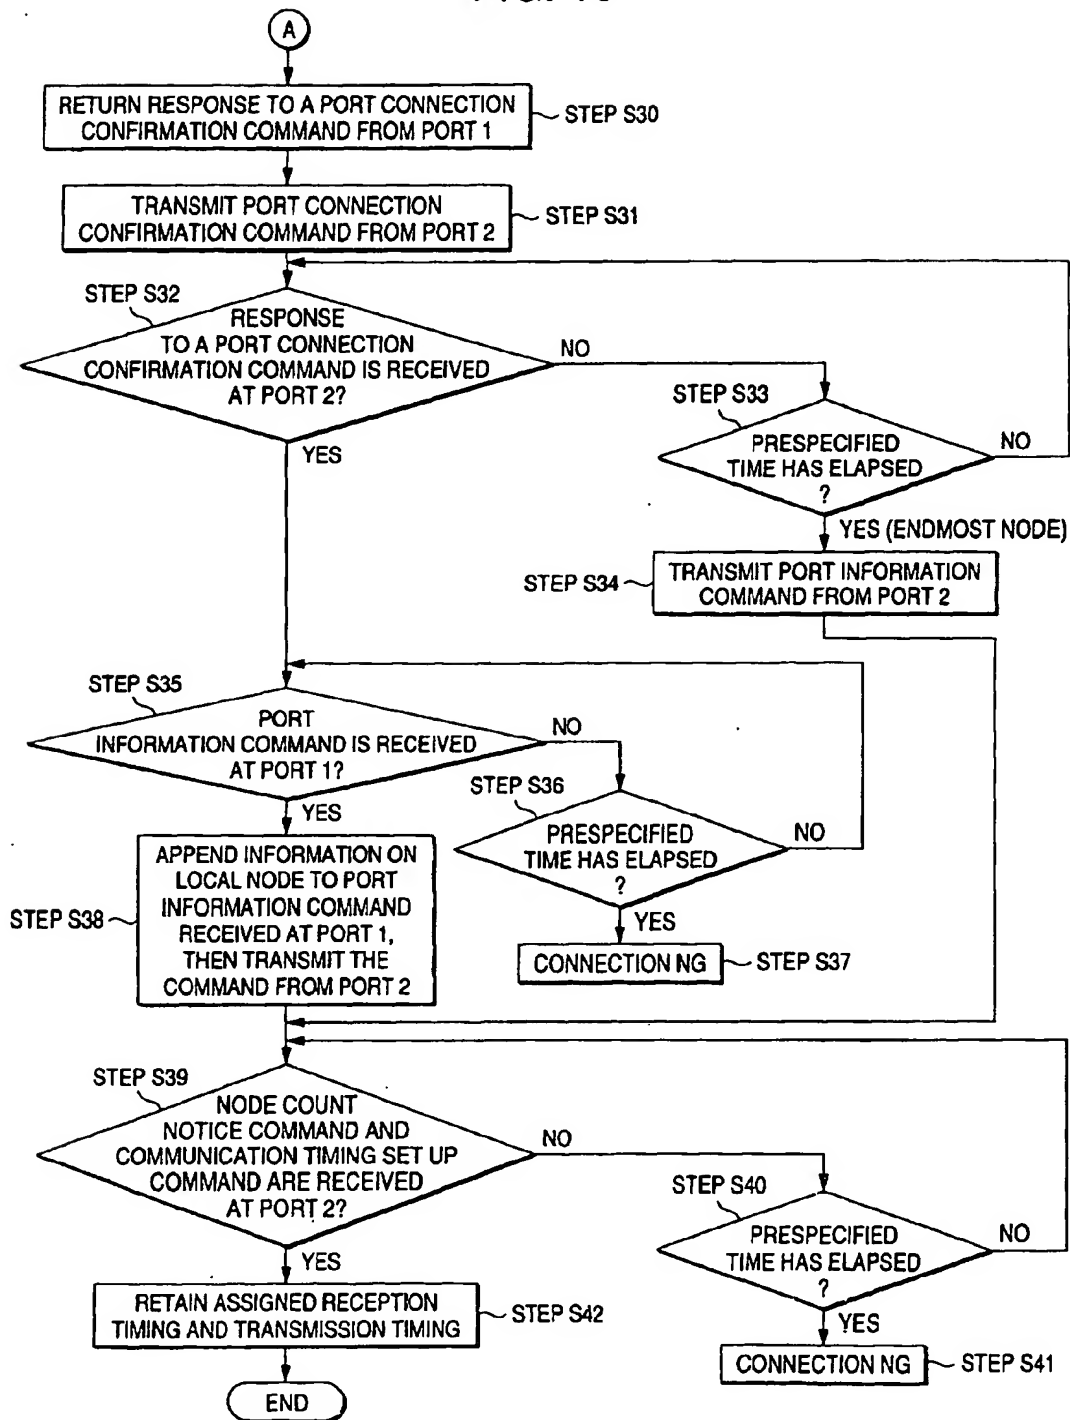 A
RETURN RESPONSE TO A PORT CONNECTION
CONFIRMATION COMMAND FROM PORT 1
STEP S30
TRANSMIT PORT CONNECTION
CONFIRMATION COMMAND FROM PORT 2
STEP S31
STEP S32
RESPONSE
TO A PORT CONNECTION
CONFIRMATION COMMAND IS RECEIVED
AT PORT 2?
NO
YES
STEP S33
PRESPECIFIED
TIME HAS ELAPSED
?
NO
YES (ENDMOST NODE)
STEP S34
TRANSMIT PORT INFORMATION
COMMAND FROM PORT 2
STEP S35
PORT
INFORMATION COMMAND IS RECEIVED
AT PORT 1?
NO
YES
STEP S36
PRESPECIFIED
TIME HAS ELAPSED
?
NO
YES
CONNECTION NG
STEP S37
STEP S38
APPEND INFORMATION ON
LOCAL NODE TO PORT
INFORMATION COMMAND
RECEIVED AT PORT 1,
THEN TRANSMIT THE
COMMAND FROM PORT 2
STEP S39
NODE COUNT
NOTICE COMMAND AND
COMMUNICATION TIMING SET UP
COMMAND ARE RECEIVED
AT PORT 2?
NO
YES
STEP S40
PRESPECIFIED
TIME HAS ELAPSED
?
NO
YES
CONNECTION NG
STEP S41
RETAIN ASSIGNED RECEPTION
TIMING AND TRANSMISSION TIMING
STEP S42
END